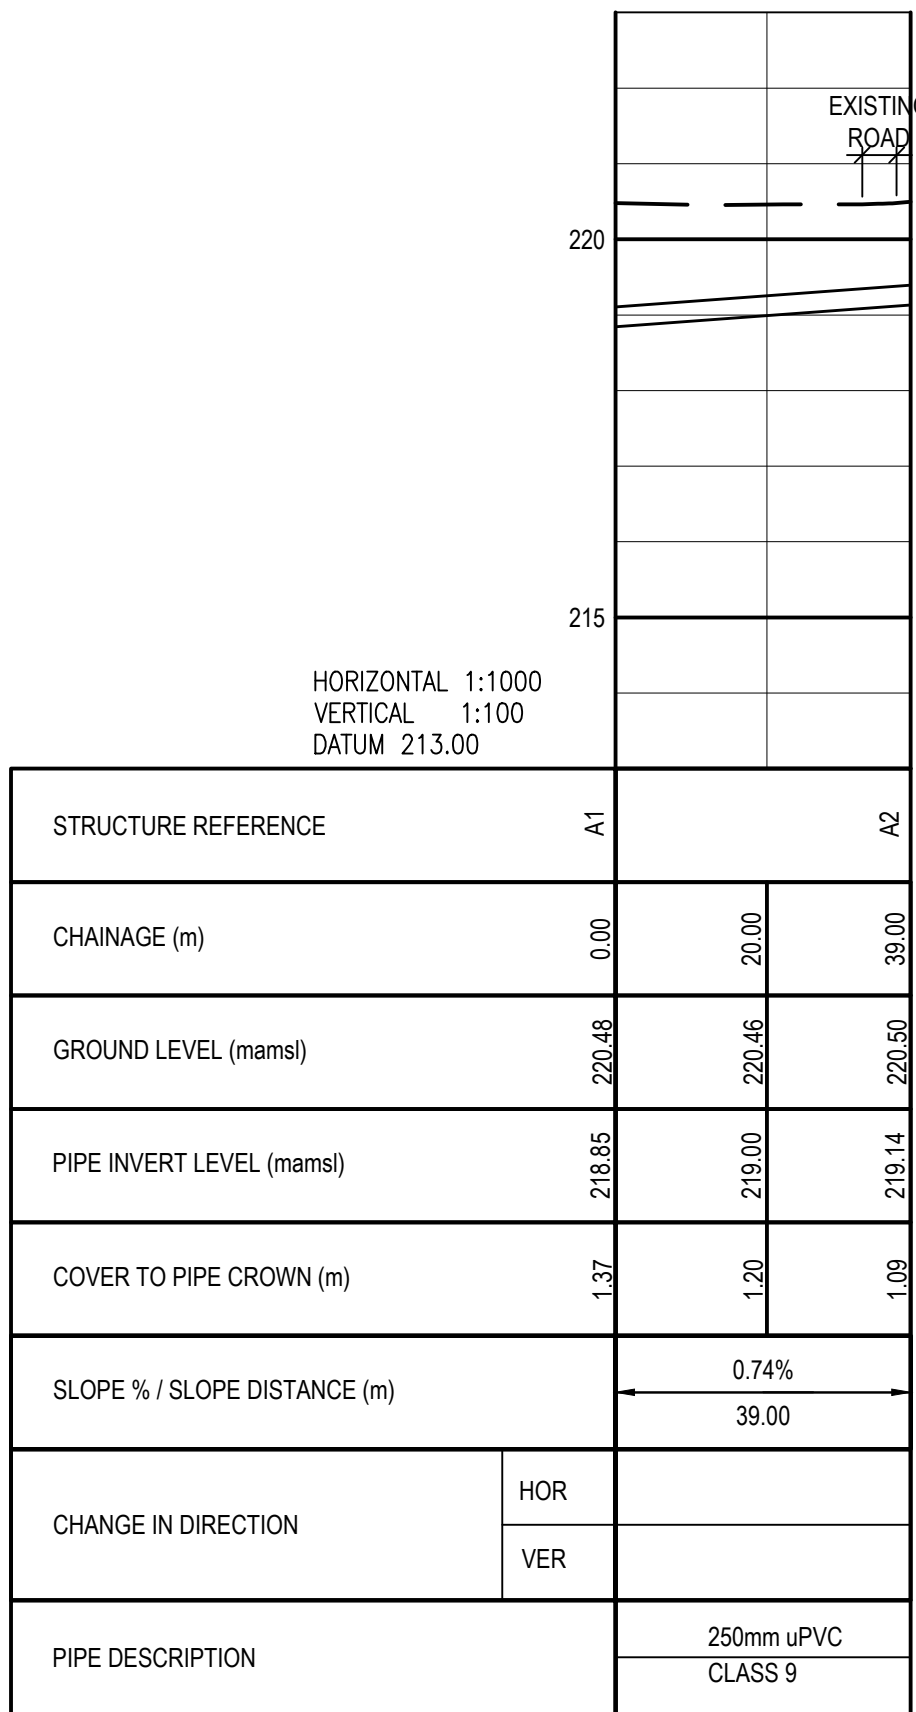 EXISTING
ROAD
220
215
HORIZONTAL 1:1000
VERTICAL 1:100
DATUM 213.00
STRUCTURE REFERENCE A1 A2
CHAINAGE (m) 0.00 20.00 39.00
GROUND LEVEL (mamsl) 220.48 220.46 220.50
PIPE INVERT LEVEL (mamsl) 218.85 219.00 219.14
COVER TO PIPE CROWN (m) 1.37 1.20 1.09
SLOPE % / SLOPE DISTANCE (m) 0.74%
39.00
CHANGE IN DIRECTION HOR
VER
PIPE DESCRIPTION 250mm uPVC
CLASS 9